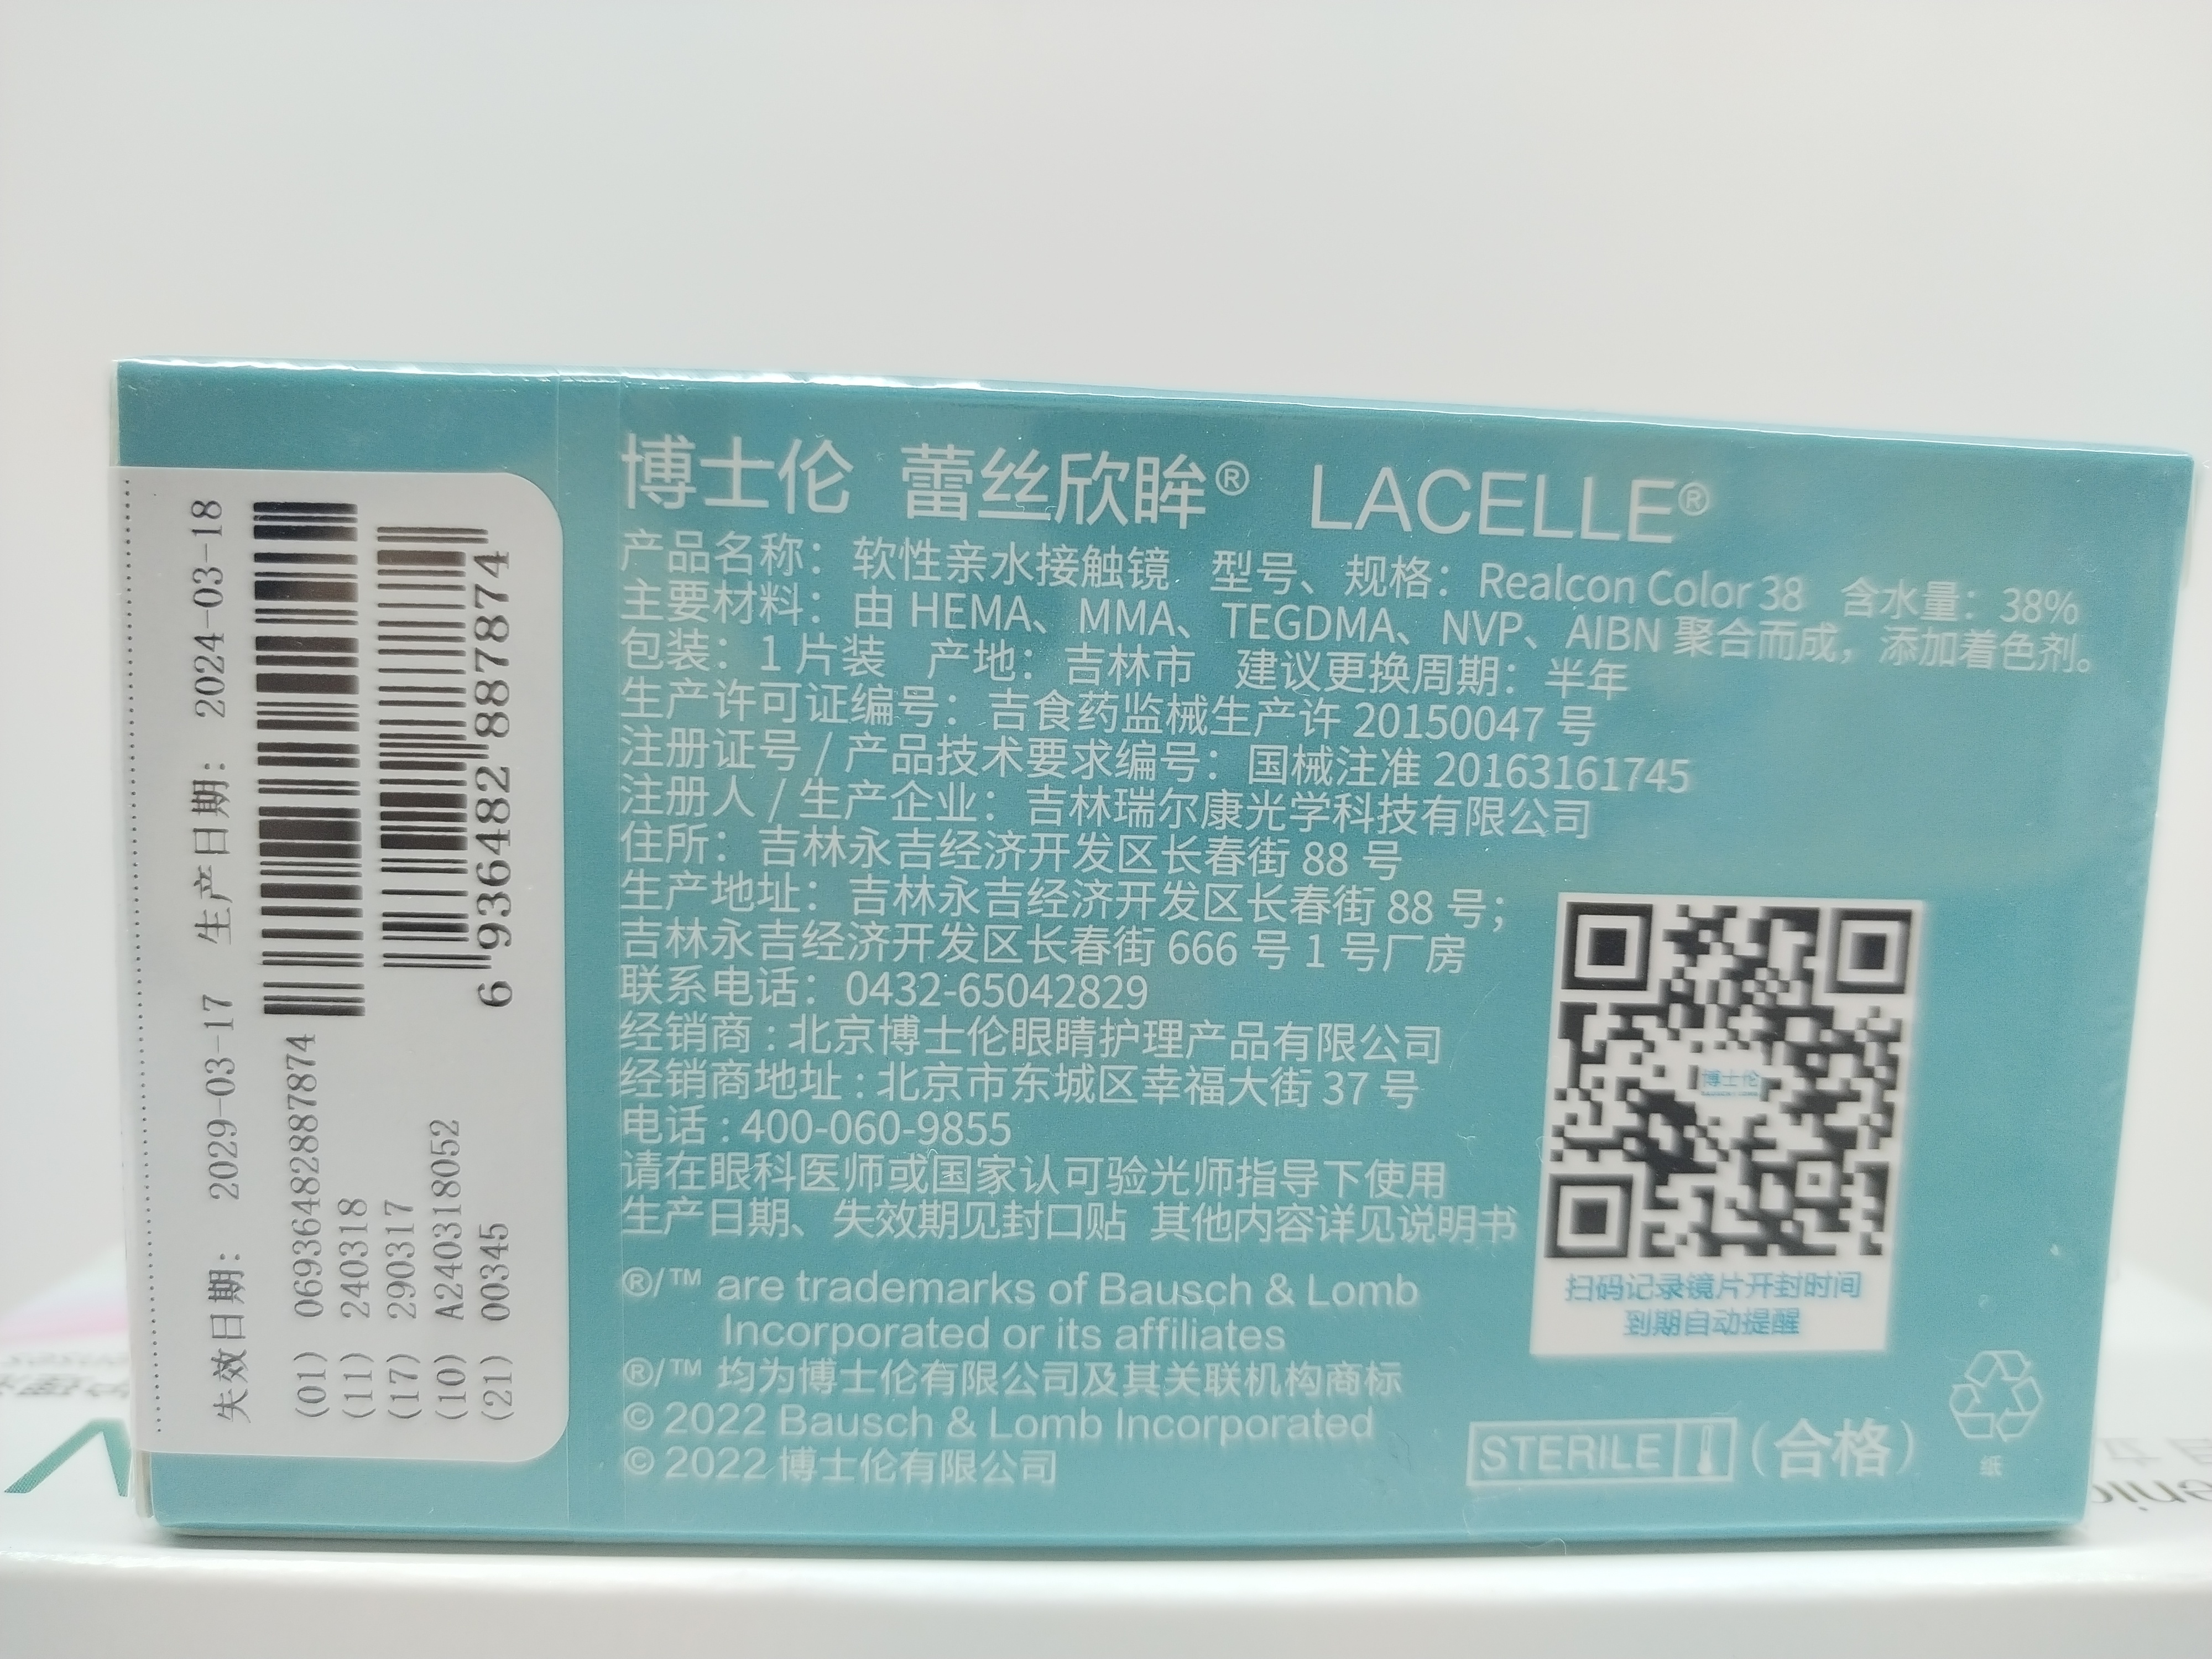 失效日期： 2029-03-17 生产日期： 2024-03-18
(01) 06936482887874
(11) 240318
(17) 290317
(10) A240318052
(21) 00345
6 936482 887874
博士伦 蕾丝欣眸® LACELLE®
产品名称：软性亲水接触镜 型号、规格：Realcon Color 38 含水量：38%
主要材料：由 HEMA、MMA、TEGDMA、NVP、AIBN 聚合而成，添加着色剂。
包装：1 片装 产地：吉林市 建议更换周期：半年
生产许可证编号：吉食药监械生产许 20150047 号
注册证号 / 产品技术要求编号：国械注准 20163161745
注册人 / 生产企业：吉林瑞尔康光学科技有限公司
住所：吉林永吉经济开发区长春街 88 号
生产地址：吉林永吉经济开发区长春街 88 号；
吉林永吉经济开发区长春街 666 号 1 号厂房
联系电话：0432-65042829
经销商 : 北京博士伦眼睛护理产品有限公司
经销商地址 : 北京市东城区幸福大街 37 号
电话 : 400-060-9855
请在眼科医师或国家认可验光师指导下使用
生产日期、失效期见封口贴 其他内容详见说明书
®/™ are trademarks of Bausch & Lomb
Incorporated or its affiliates
®/™ 均为博士伦有限公司及其关联机构商标
© 2022 Bausch & Lomb Incorporated
© 2022 博士伦有限公司
博士伦
扫码记录镜片开封时间
到期自动提醒
STERILE (合格)
纸